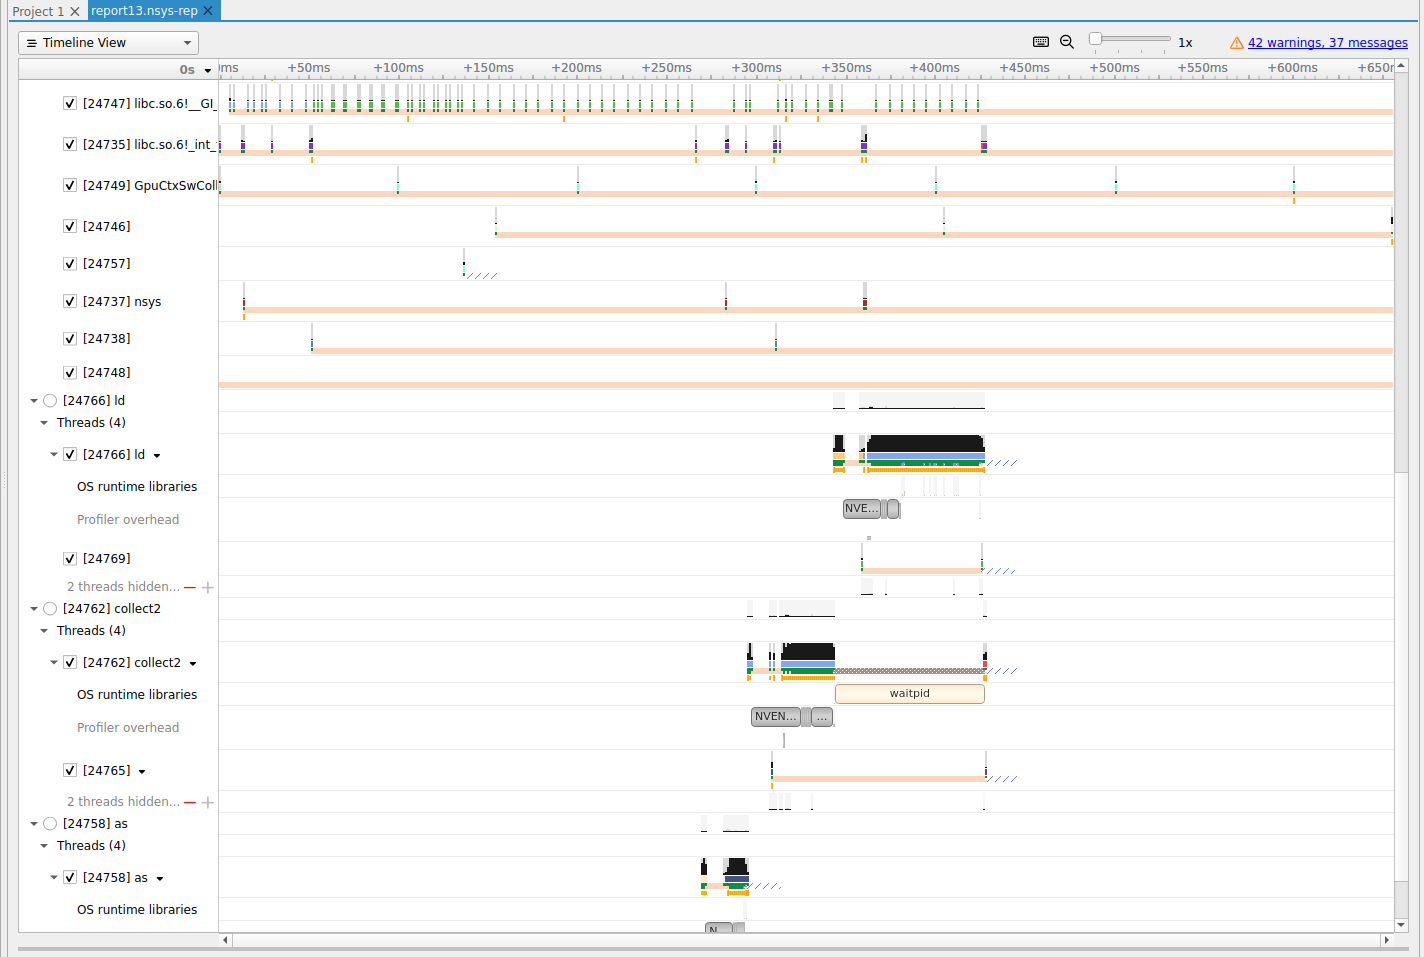 Project 1
report13.nsys-rep
Timeline View
1x
42 warnings, 37 messages
0s
ms +50ms +100ms +150ms +200ms +250ms +300ms +350ms +400ms +450ms +500ms +550ms +600ms +650r
[24747] libc.so.6!__GI_
[24735] libc.so.6!_int_
[24749] GpuCtxSwColl
[24746]
[24757]
[24737] nsys
[24738]
[24748]
[24766] ld
Threads (4)
[24766] ld
OS runtime libraries
Profiler overhead
NVE...
[24769]
2 threads hidden...
[24762] collect2
Threads (4)
[24762] collect2
OS runtime libraries
waitpid
Profiler overhead
NVEN... ...
[24765]
2 threads hidden...
[24758] as
Threads (4)
[24758] as
OS runtime libraries
N